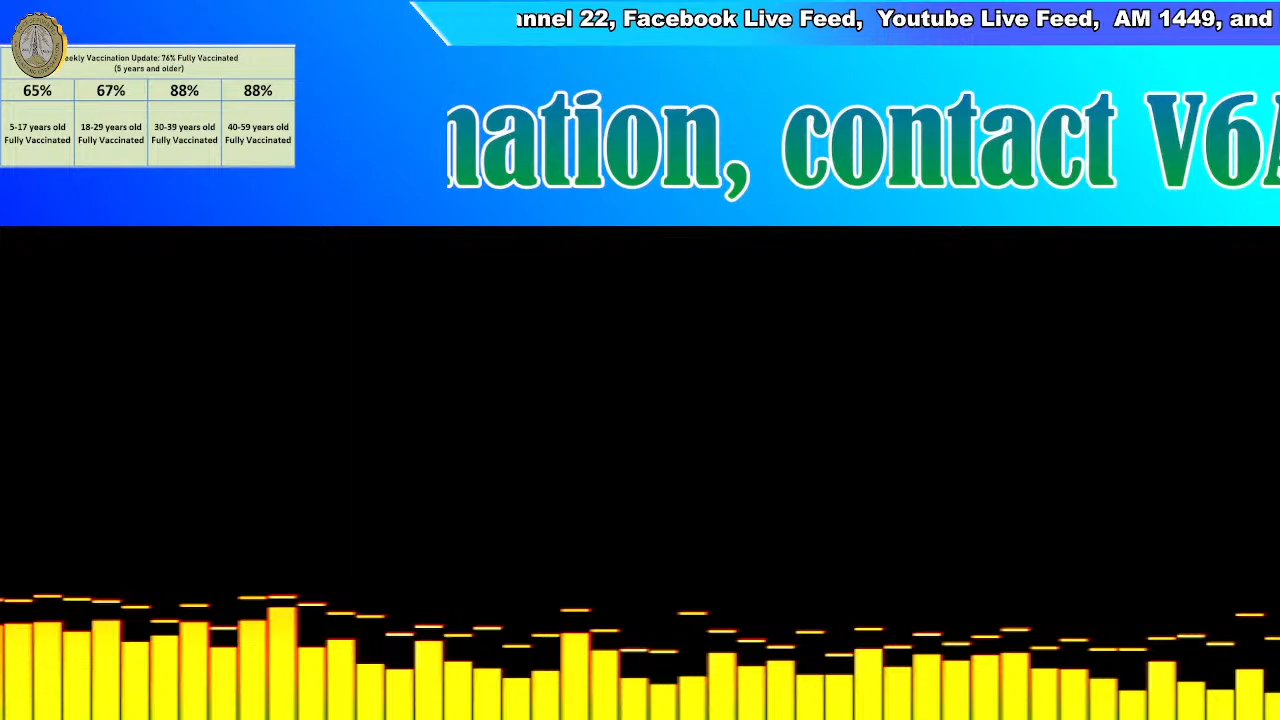 annel 22, Facebook Live Feed, Youtube Live Feed, AM 1449, and
eekly Vaccination Update: 76% Fully Vaccinated
(5 years and older)
65% 67% 88% 88%
5-17 years old 18-29 years old 30-39 years old 40-59 years old
Fully Vaccinated Fully Vaccinated Fully Vaccinated Fully Vaccinated
nation, contact V6A